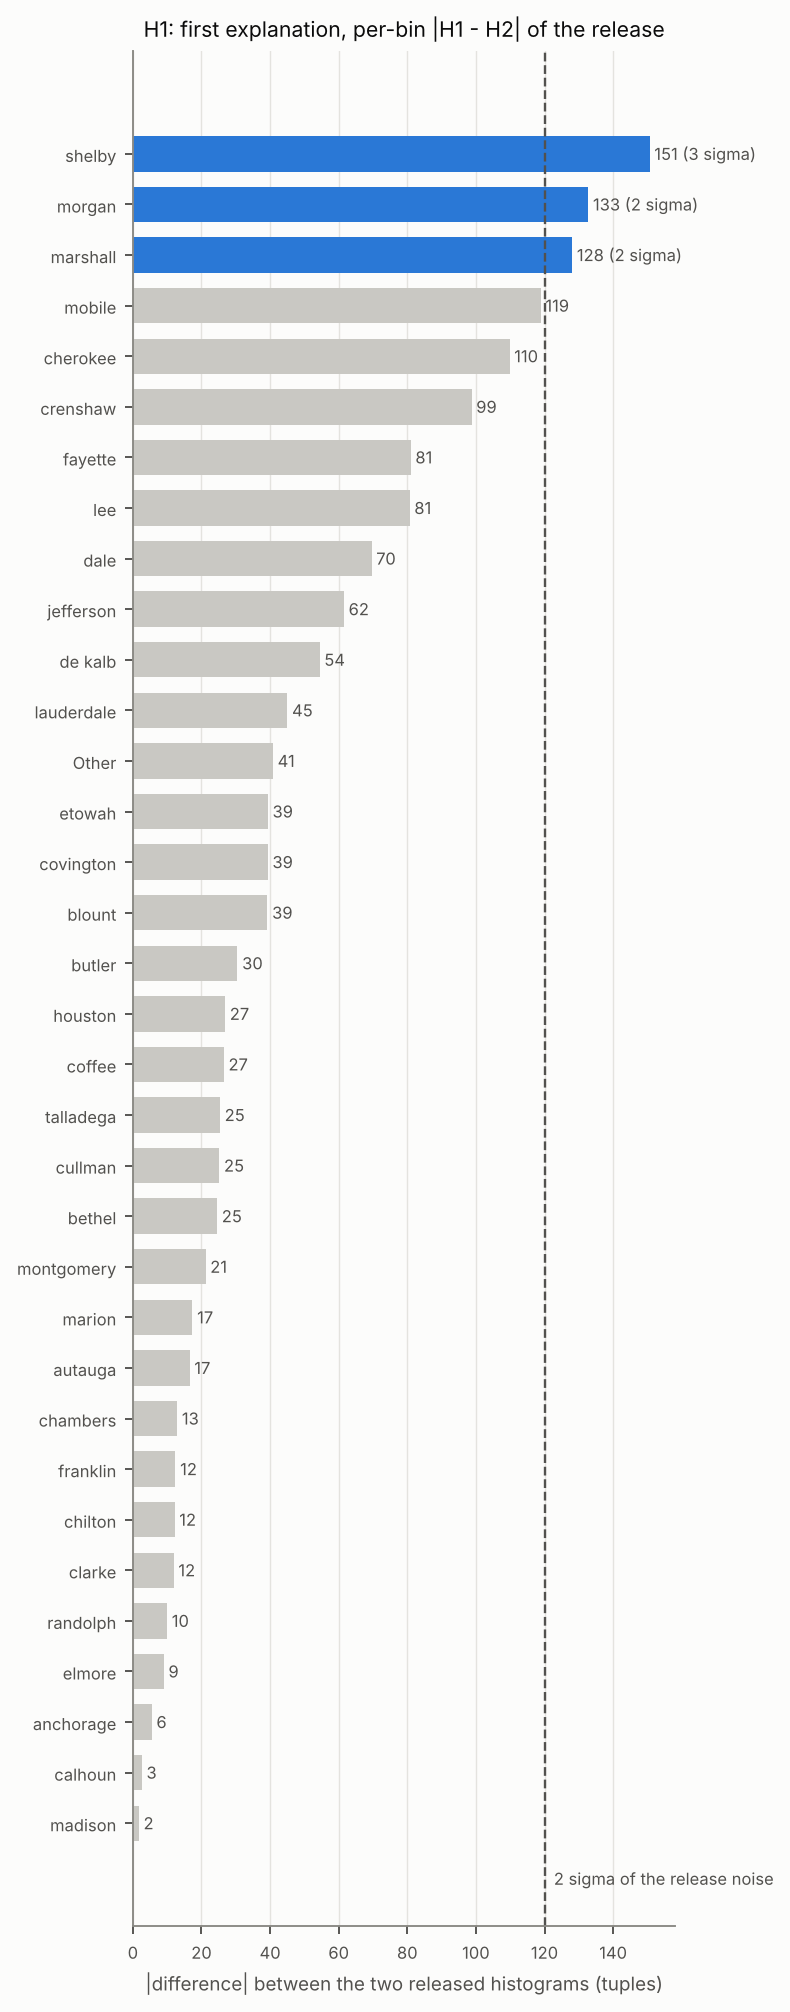 H1: first explanation, per-bin |H1 - H2| of the release
shelby 151 (3 sigma)
morgan 133 (2 sigma)
marshall 128 (2 sigma)
mobile 119
cherokee 110
crenshaw 99
fayette 81
lee 81
dale 70
jefferson 62
de kalb 54
lauderdale 45
Other 41
etowah 39
covington 39
blount 39
butler 30
houston 27
coffee 27
talladega 25
cullman 25
bethel 25
montgomery 21
marion 17
autauga 17
chambers 13
franklin 12
chilton 12
clarke 12
randolph 10
elmore 9
anchorage 6
calhoun 3
madison 2
2 sigma of the release noise
0 20 40 60 80 100 120 140
|difference| between the two released histograms (tuples)